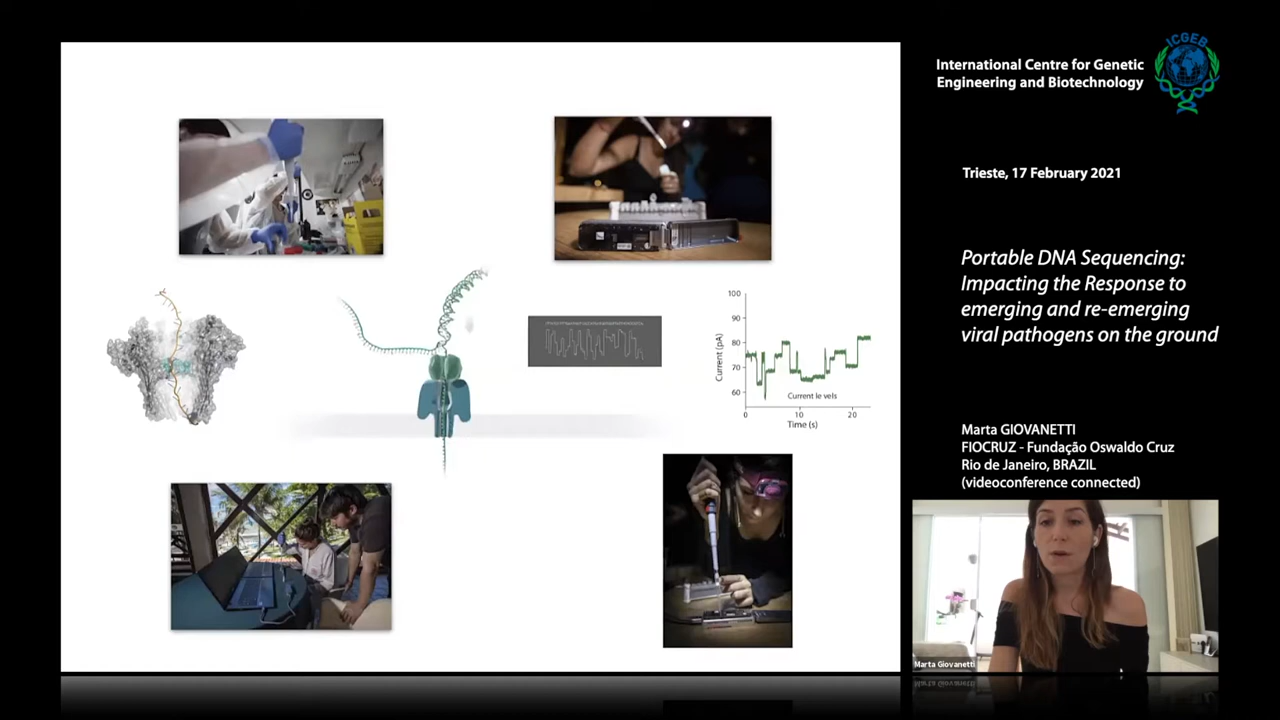 ICGEB
International Centre for Genetic
Engineering and Biotechnology
Trieste, 17 February 2021
Portable DNA Sequencing:
Impacting the Response to
emerging and re-emerging
viral pathogens on the ground
Marta GIOVANETTI
FIOCRUZ - Fundação Oswaldo Cruz
Rio de Janeiro, BRAZIL
(videoconference connected)
Marta Giovanetti
100
90
80
70
60
Current (pA)
Current le vels
0
10
20
Time (s)